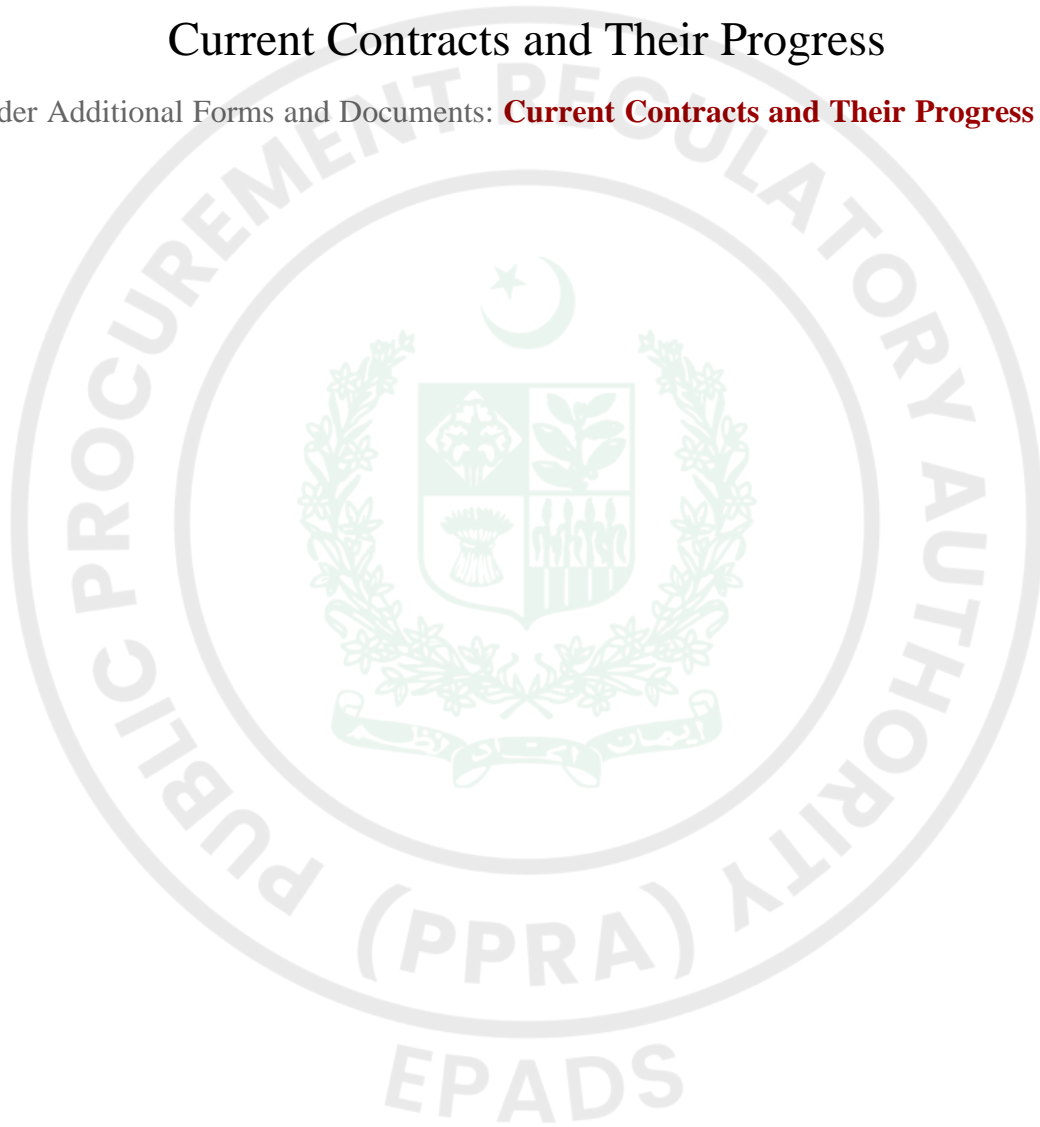 Current Contracts and Their Progress
der Additional Forms and Documents: Current Contracts and Their Progress
PUBLIC PROCUREMENT REGULATORY AUTHORITY
(PPRA)
EPADS